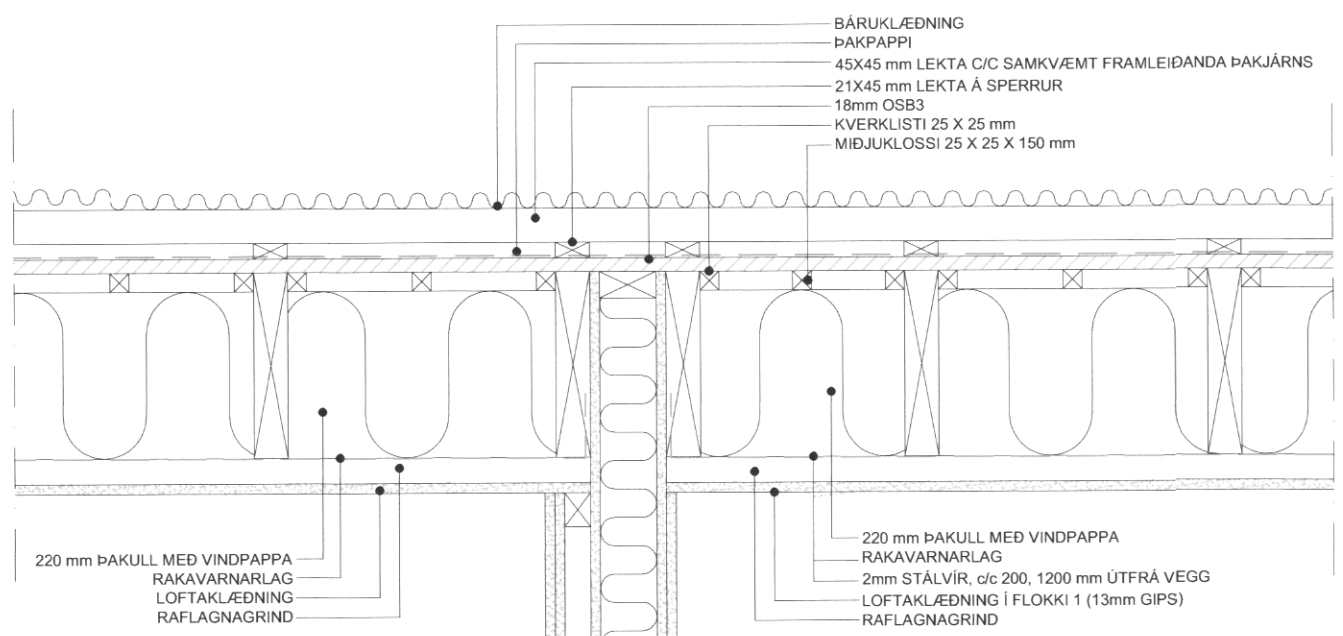 BÁRUKLÆÐNING
ÞAKPAPPI
45X45 mm LEKTA C/C SAMKVÆMT FRAMLEIÐANDA ÞAKJÁRNS
21X45 mm LEKTA Á SPERRUR
18mm OSB3
KVERKLISTI 25 X 25 mm
MIÐJUKLOSSI 25 X 25 X 150 mm
220 mm ÞAKULL MEÐ VINDPAPPA
RAKAVARNARLAG
LOFTAKLÆÐNING
RAFLAGNAGRIND
220 mm ÞAKULL MEÐ VINDPAPPA
RAKAVARNARLAG
2mm STÁLVÍR, c/c 200, 1200 mm ÚTFRÁ VEGG
LOFTAKLÆÐNING Í FLOKKI 1 (13mm GIPS)
RAFLAGNAGRIND